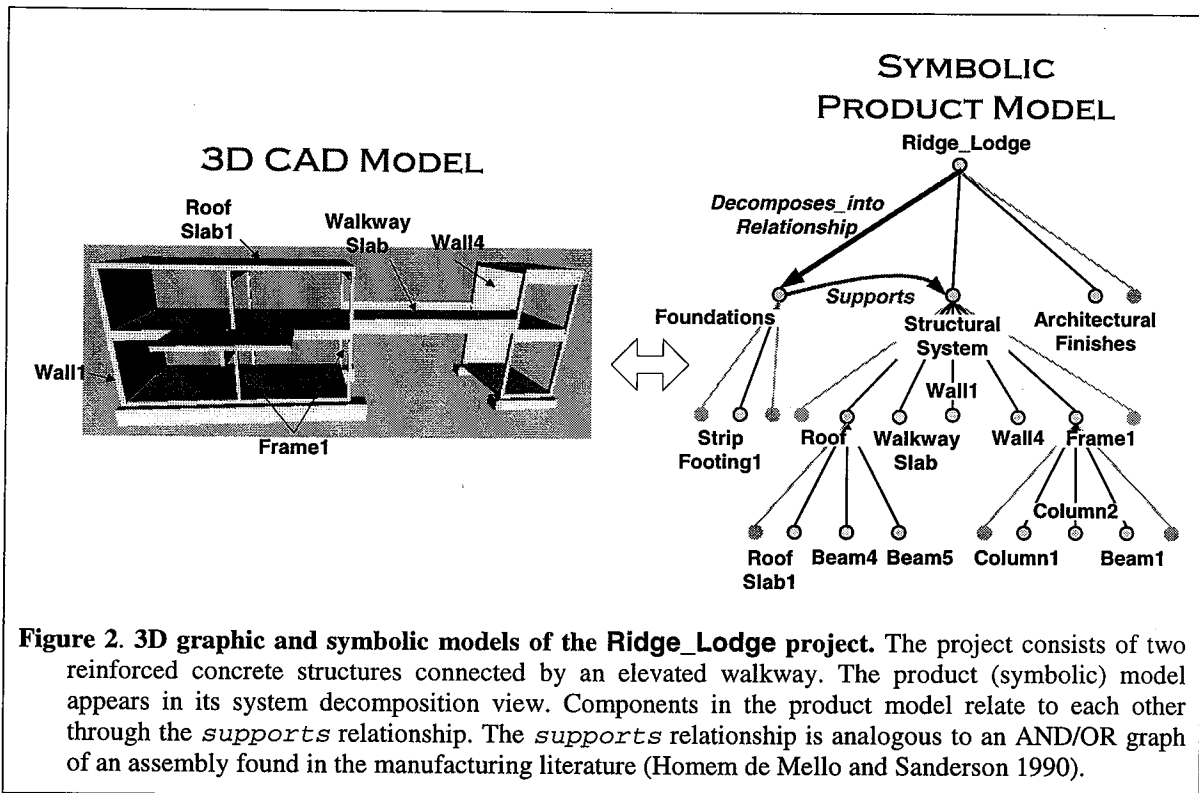 3D CAD MODEL
Roof
Slab1
Walkway
Slab
Wall4
Wall1
Frame1
SYMBOLIC
PRODUCT MODEL
Ridge_Lodge
Decomposes_into
Relationship
Supports
Foundations
Structural
System
Architectural
Finishes
Wall1
Strip
Footing1
Roof
Walkway
Slab
Wall4
Frame1
Column2
Roof
Slab1
Beam4
Beam5
Column1
Beam1
Figure 2. 3D graphic and symbolic models of the Ridge_Lodge project. The project consists of two
reinforced concrete structures connected by an elevated walkway. The product (symbolic) model
appears in its system decomposition view. Components in the product model relate to each other
through the supports relationship. The supports relationship is analogous to an AND/OR graph
of an assembly found in the manufacturing literature (Homem de Mello and Sanderson 1990).